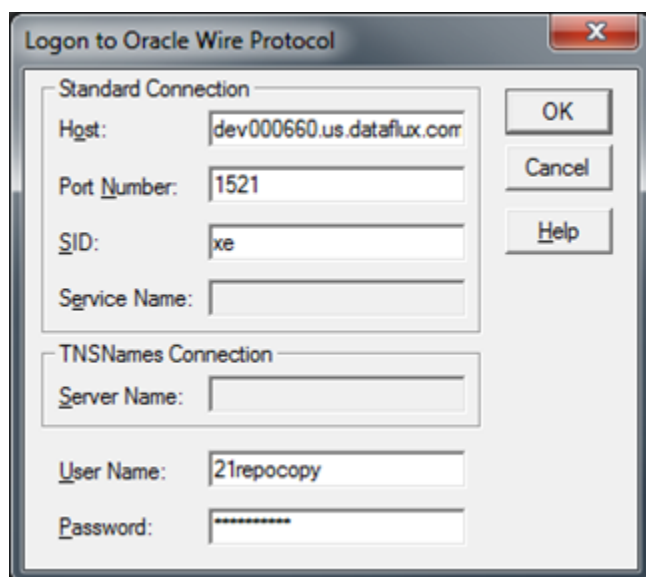 Logon to Oracle Wire Protocol
Standard Connection
Host: dev000660.us.dataflux.com
OK
Port Number: 1521
Cancel
SID: xe
Help
Service Name:
TNSNames Connection
Server Name:
User Name: 21repocopy
Password: **********